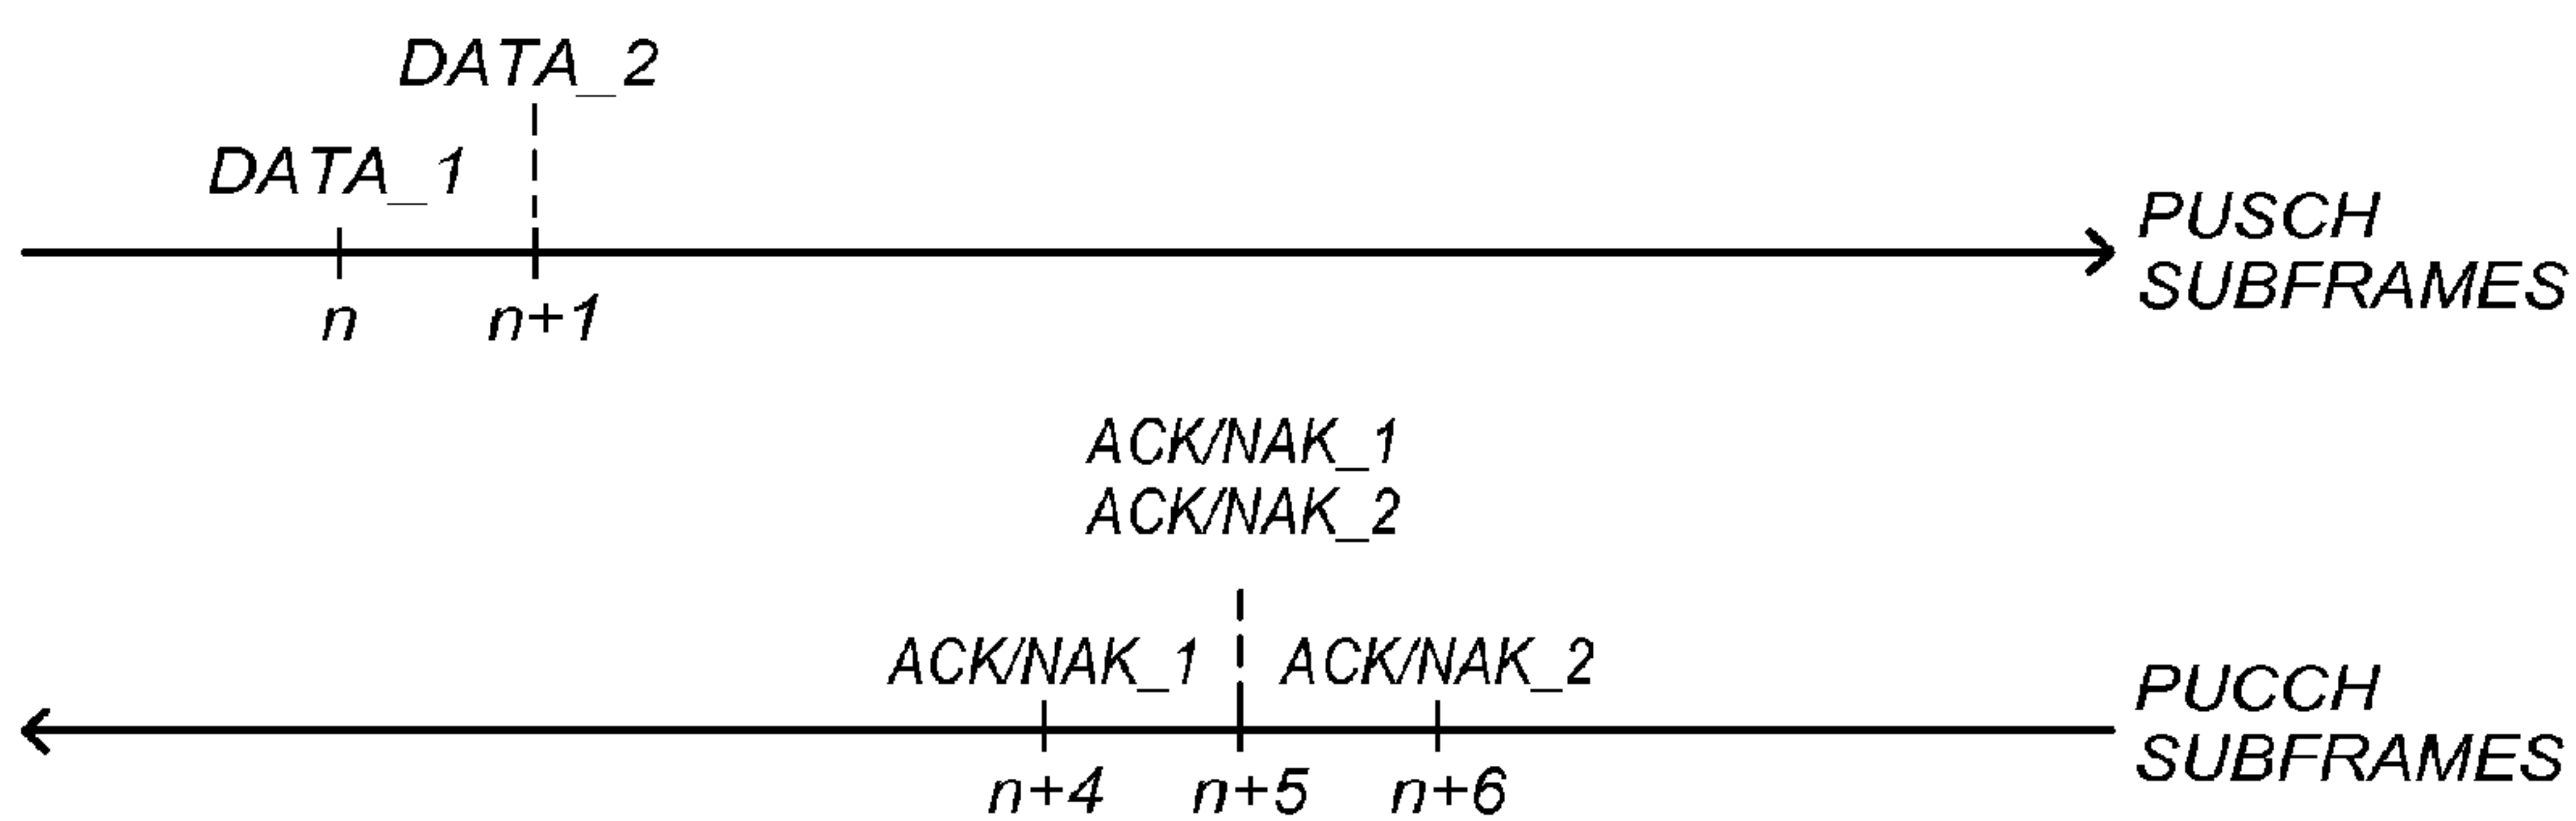 DATA_2
DATA_1
PUSCH
SUBFRAMES
n
n+1
ACK/NAK_1
ACK/NAK_2
ACK/NAK_1
ACK/NAK_2
PUCCH
SUBFRAMES
n+4
n+5
n+6